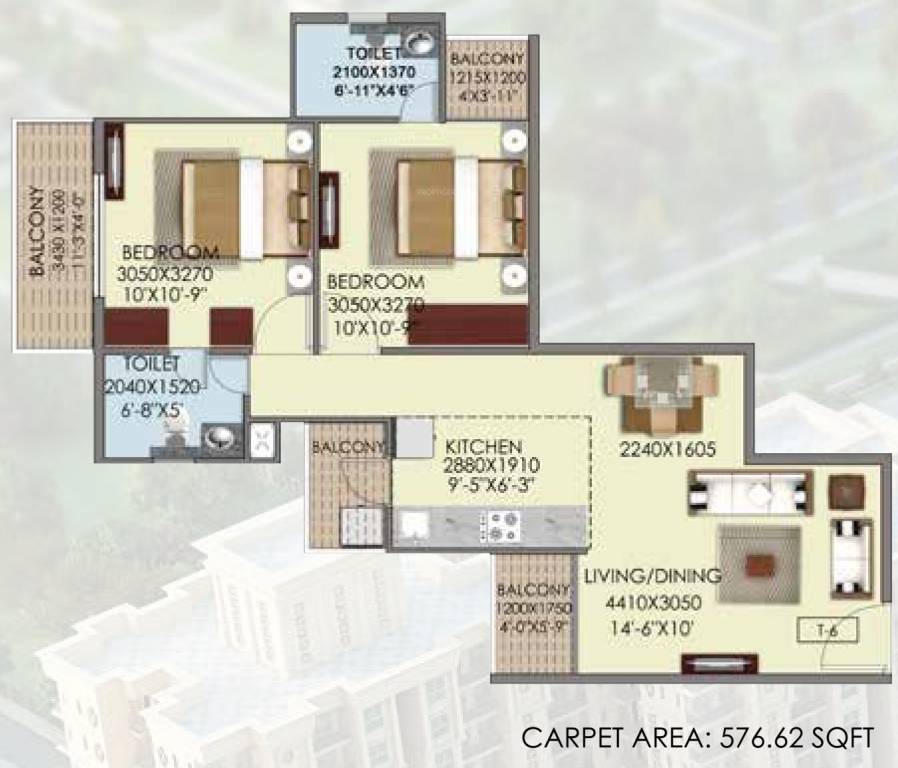 TOILET
2100X1370
6'-11"X4'6"
BALCONY
1215X1200
4X3'-11"
BALCONY
3430 X1200
11'-3"X4'-0"
BEDROOM
3050X3270
10'X10'-9"
BEDROOM
3050X3270
10'X10'-9"
TOILET
2040X1520
6'-8"X5'
BALCONY
KITCHEN
2880X1910
9'-5"X6'-3"
2240X1605
BALCONY
1200X1750
4'-0"X5'-9"
LIVING/DINING
4410X3050
14'-6"X10'
T-6
CARPET AREA: 576.62 SQFT